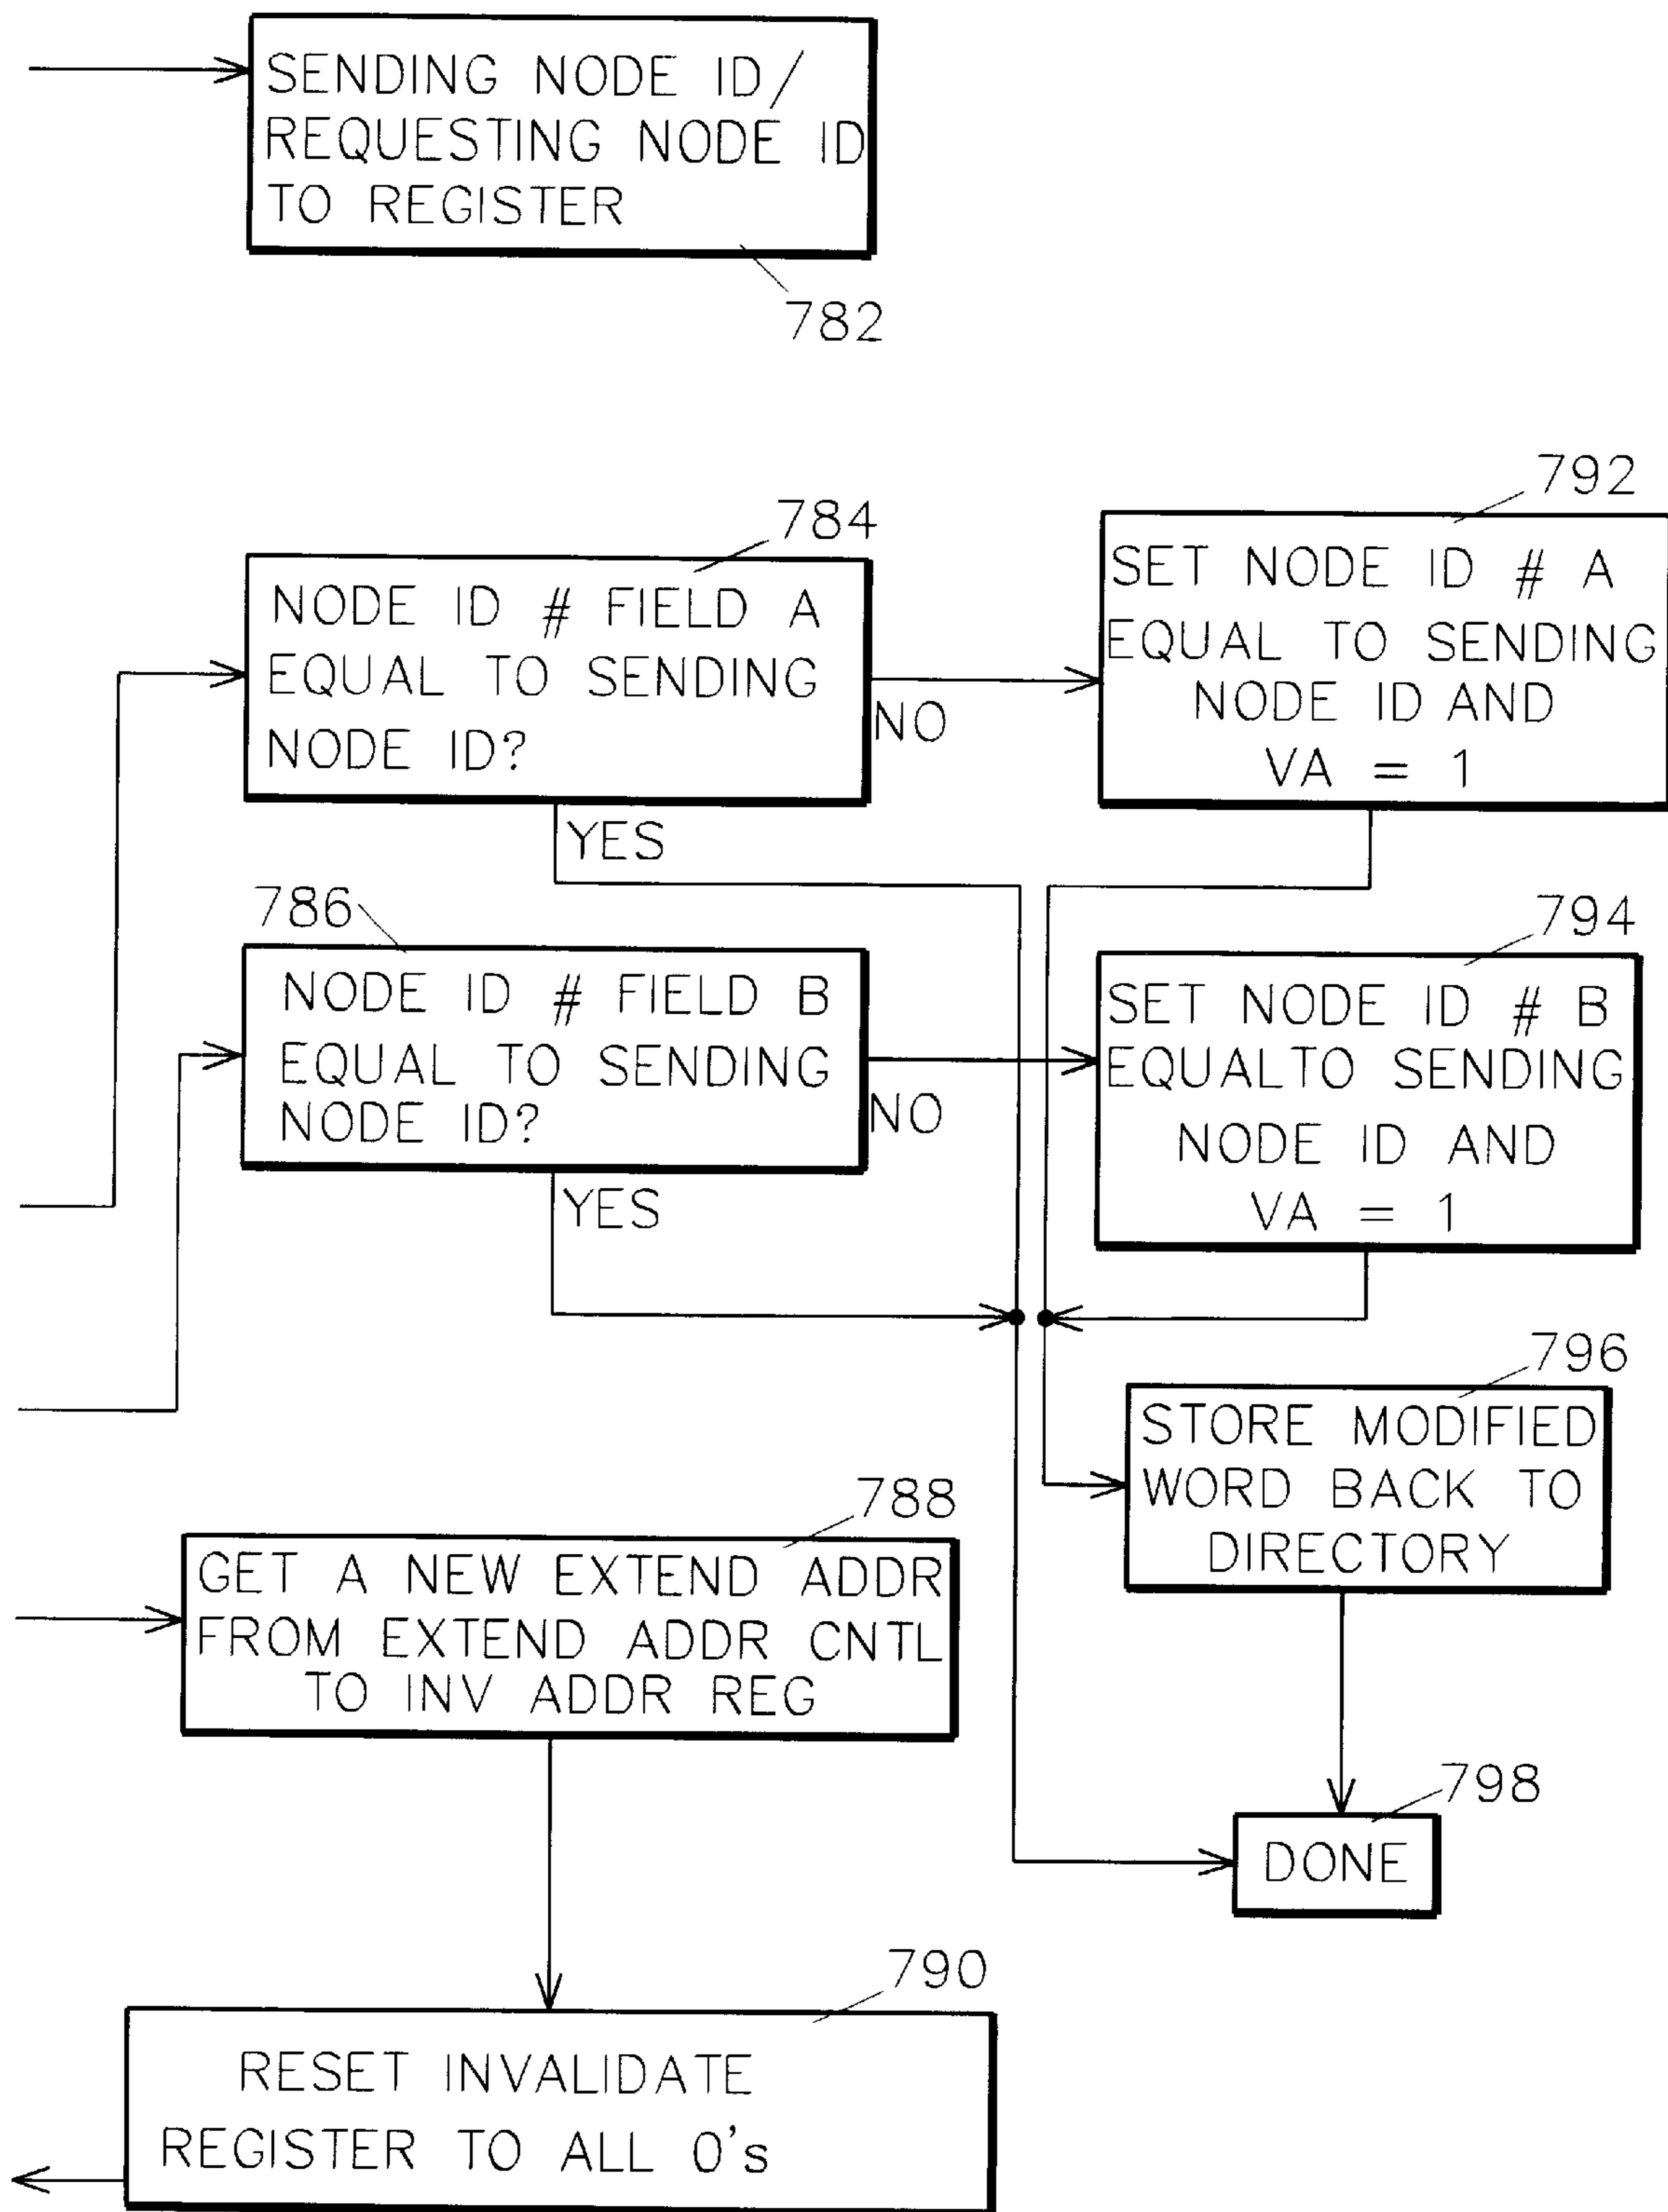 SENDING NODE ID/
REQUESTING NODE ID
TO REGISTER
782
784
NODE ID # FIELD A
EQUAL TO SENDING
NODE ID?
NO
YES
792
SET NODE ID # A
EQUAL TO SENDING
NODE ID AND
VA = 1
786
NODE ID # FIELD B
EQUAL TO SENDING
NODE ID?
NO
YES
794
SET NODE ID # B
EQUALTO SENDING
NODE ID AND
VA = 1
796
STORE MODIFIED
WORD BACK TO
DIRECTORY
788
GET A NEW EXTEND ADDR
FROM EXTEND ADDR CNTL
TO INV ADDR REG
798
DONE
790
RESET INVALIDATE
REGISTER TO ALL 0's